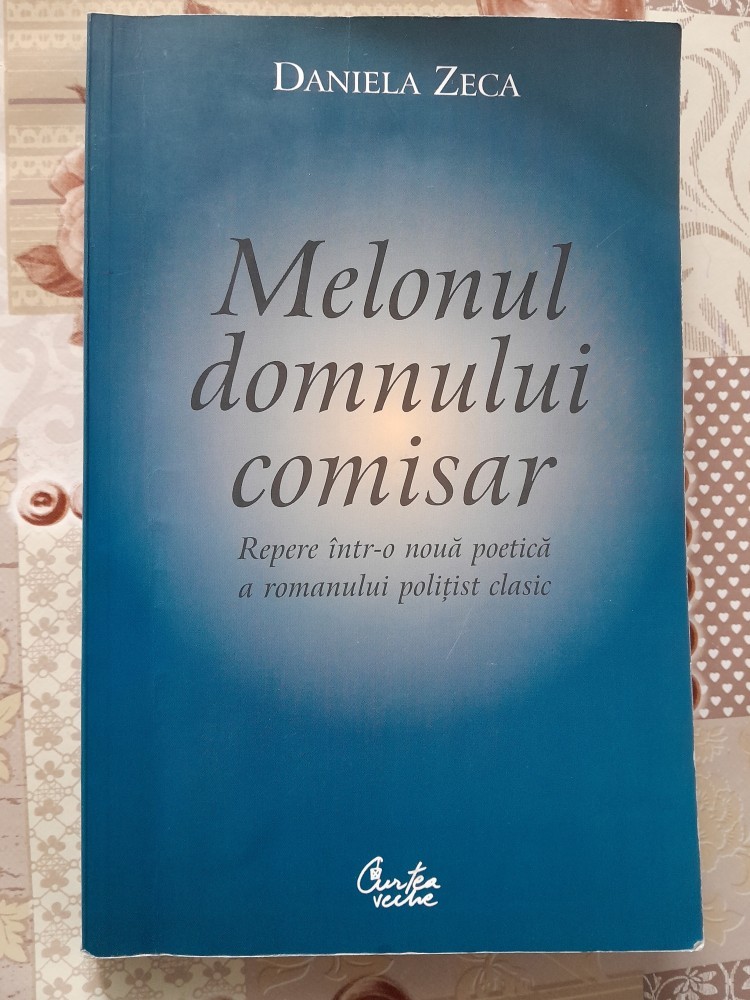 DANIELA ZECA
Melonul
domnului
comisar
Repere într-o nouă poetică
a romanului polițist clasic
Curtea
veche